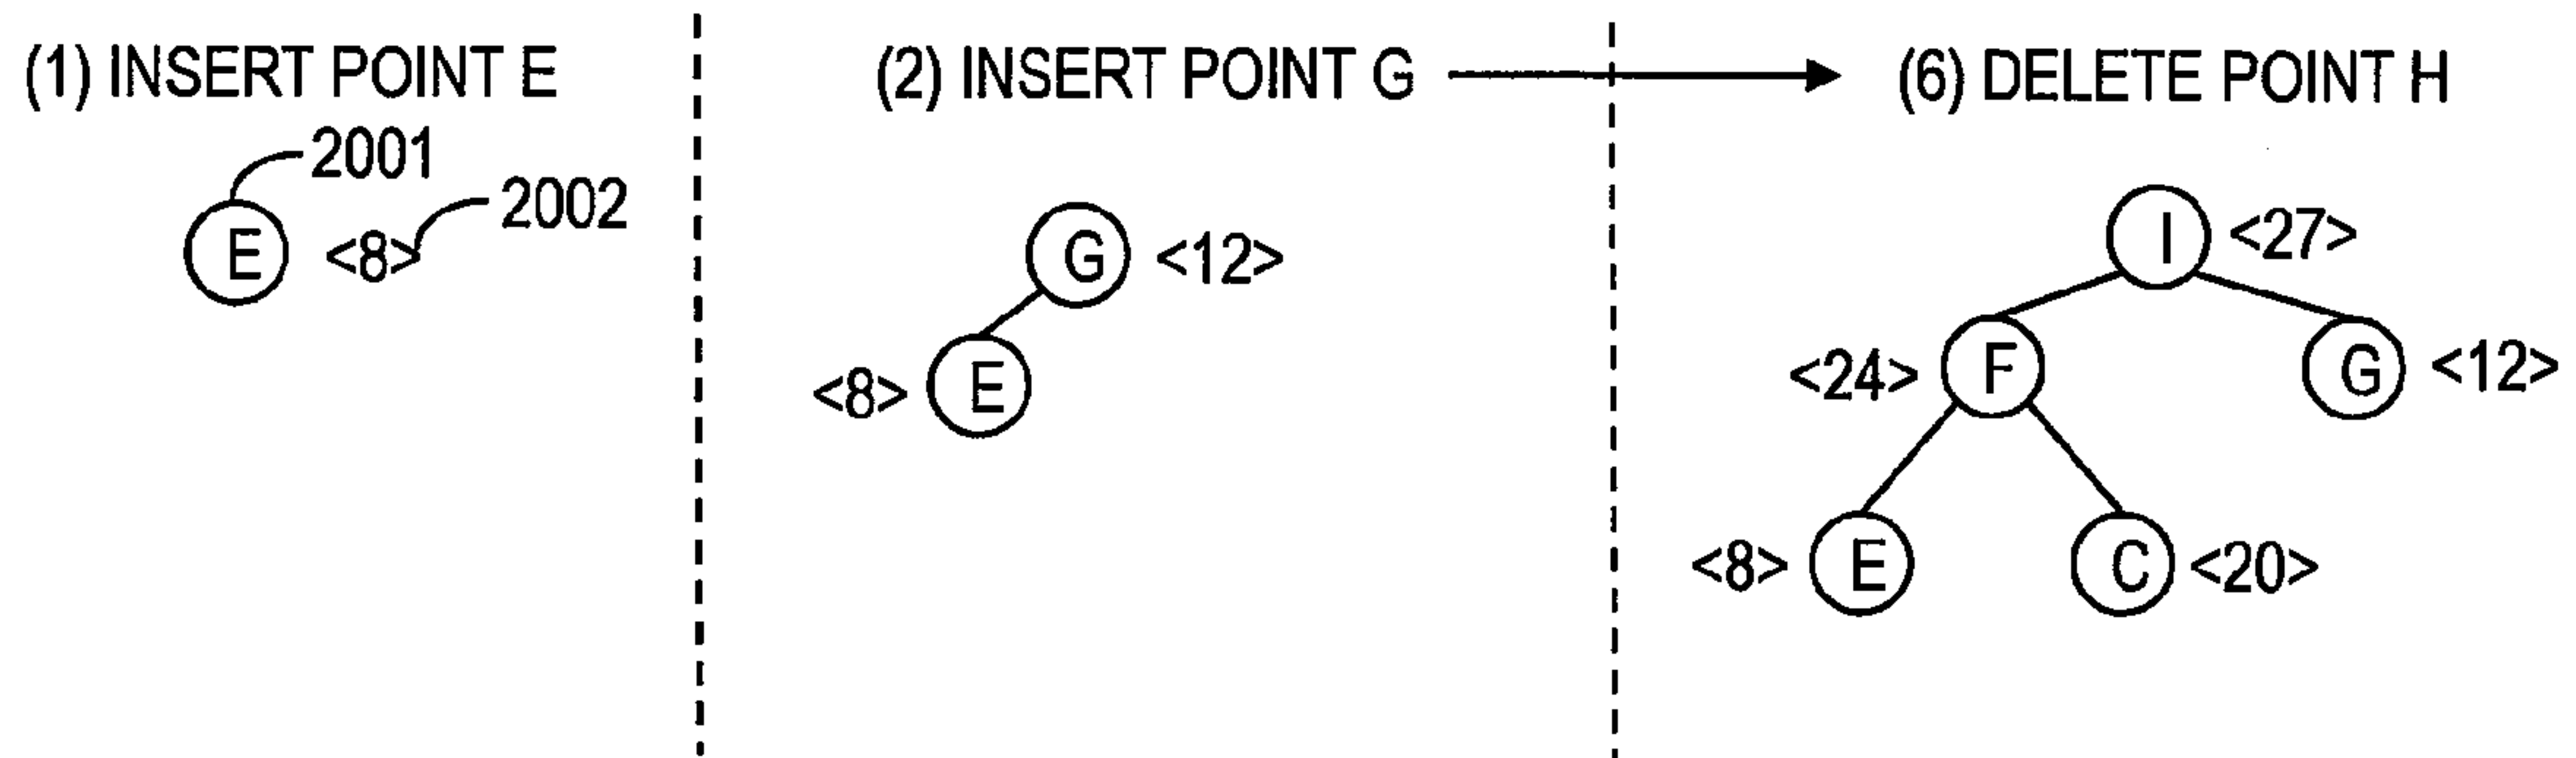 (1) INSERT POINT E
2001
2002
E <8>
(2) INSERT POINT G
G <12>
<8> E
(6) DELETE POINT H
I <27>
<24> F
G <12>
<8> E
C <20>